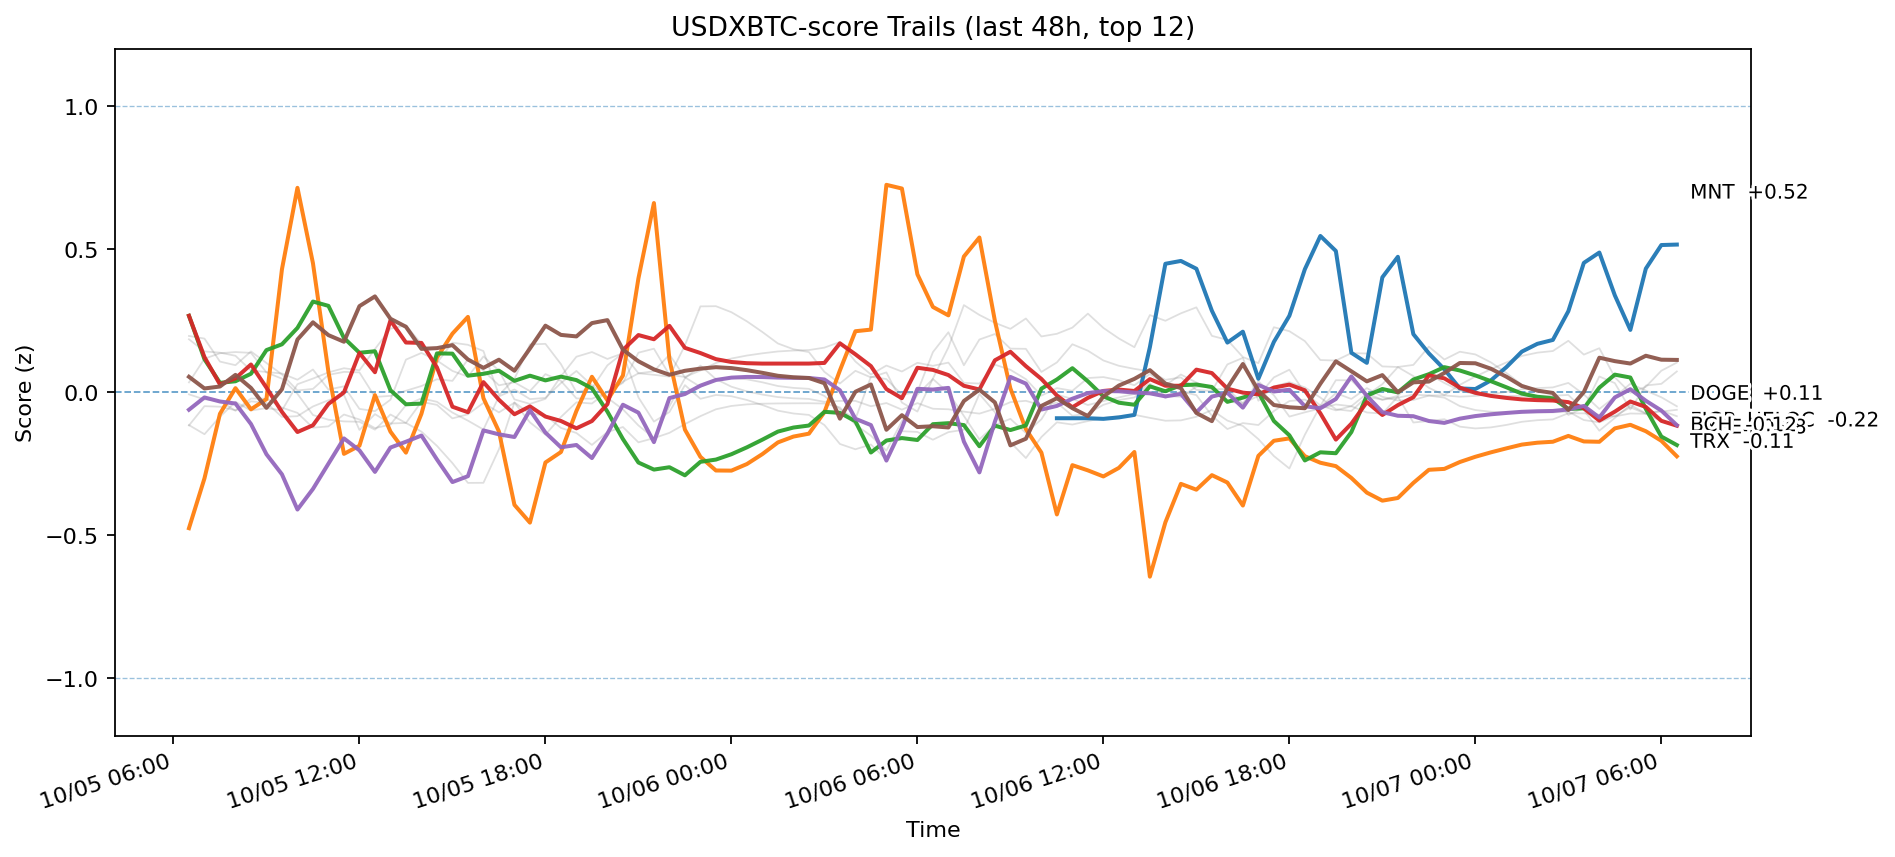 USDXBTC-score Trails (last 48h, top 12)
Score (z)
1.0
0.5
0.0
−0.5
−1.0
MNT +0.52
DOGE +0.11
-0.22
BCH
TRX -0.11
10/05 06:00
10/05 12:00
10/05 18:00
10/06 00:00
10/06 06:00
10/06 12:00
10/06 18:00
10/07 00:00
10/07 06:00
Time